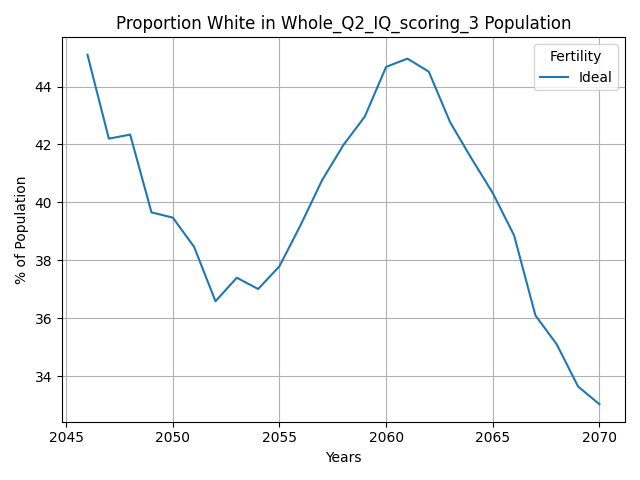 Proportion White in Whole_Q2_IQ_scoring_3 Population
Fertility
Ideal
44
42
40
38
36
34
% of Population
2045 2050 2055 2060 2065 2070
Years